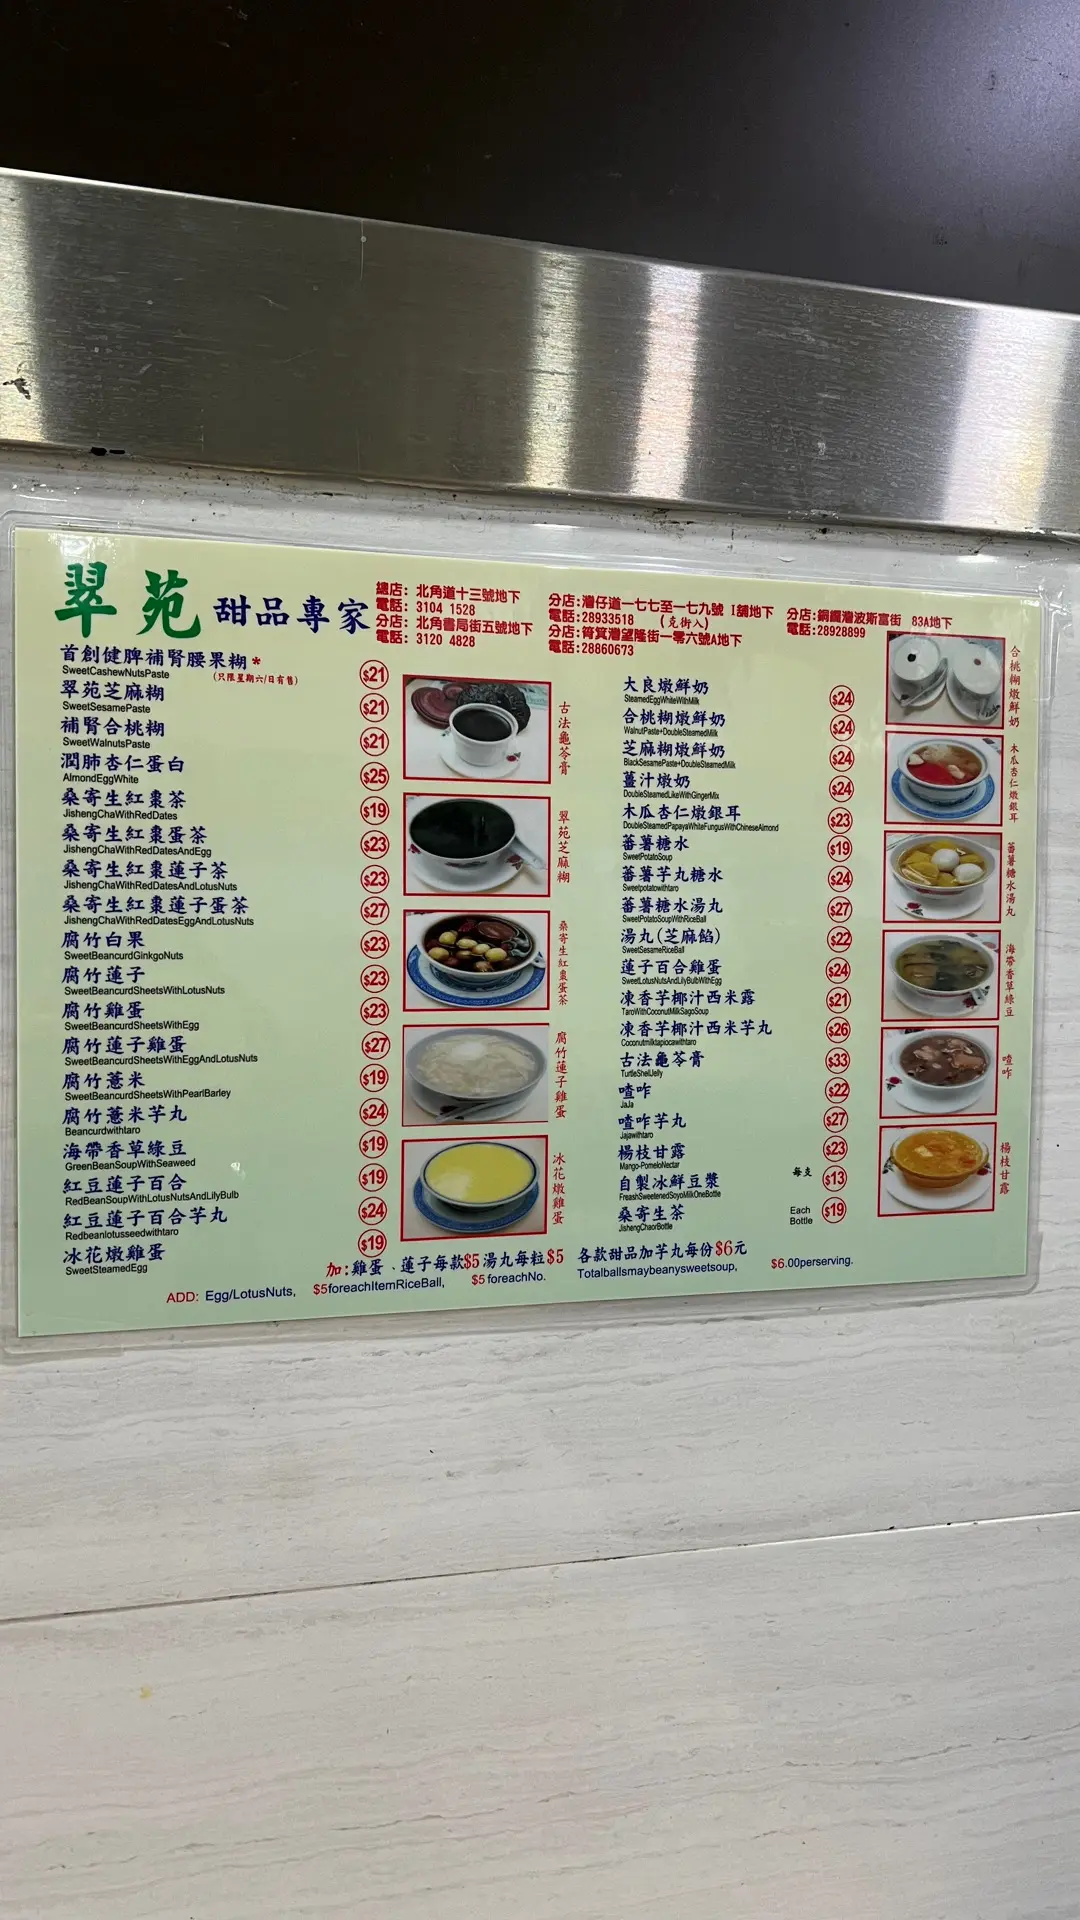 翠苑 甜品專家
總店: 北角道十三號地下
電話: 3104 1528
分店: 北角書局街五號地下
電話: 3120 4828
分店:灣仔道一七七至一七九號 I舖地下
電話:28933518 (克街入)
分店:筲箕灣望隆街一零六號A地下
電話:28860673
分店:銅鑼灣波斯富街 83A地下
電話:28928899
首創健脾補腎腰果糊* $21
SweetCashewNutsPaste (只限星期六/日有售)
翠苑芝麻糊 $21
SweetSesamePaste
補腎合桃糊 $21
SweetWalnutsPaste
潤肺杏仁蛋白 $25
AlmondEggWhite
桑寄生紅棗茶 $19
JishengChaWithRedDates
桑寄生紅棗蛋茶 $23
JishengChaWithRedDatesAndEgg
桑寄生紅棗蓮子茶 $23
JishengChaWithRedDatesAndLotusNuts
桑寄生紅棗蓮子蛋茶 $27
JishengChaWithRedDatesEggAndLotusNuts
腐竹白果 $23
SweetBeancurdGinkgoNuts
腐竹蓮子 $23
SweetBeancurdSheetsWithLotusNuts
腐竹雞蛋 $23
SweetBeancurdSheetsWithEgg
腐竹蓮子雞蛋 $27
SweetBeancurdSheetsWithEggAndLotusNuts
腐竹薏米 $19
SweetBeancurdSheetsWithPearlBarley
腐竹薏米芋丸 $24
Beancurdwithtaro
海帶香草綠豆 $19
GreenBeanSoupWithSeaweed
紅豆蓮子百合 $19
RedBeanSoupWithLotusNutsAndLilyBulb
紅豆蓮子百合芋丸 $24
Redbeanlotusseedwithtaro
冰花燉雞蛋 $19
SweetSteamedEgg
古法龜苓膏
翠苑芝麻糊
桑寄生紅棗蛋茶
腐竹蓮子雞蛋
冰花燉雞蛋
大良燉鮮奶 $24
SteamedEggWhiteWithMilk
合桃糊燉鮮奶 $24
WalnutPaste+DoubleSteamedMilk
芝麻糊燉鮮奶 $24
BlackSesamePaste+DoubleSteamedMilk
薑汁燉奶 $24
DoubleSteamedLikeWithGingerMix
木瓜杏仁燉銀耳 $23
DoubleSteamedPapayaWhiteFungusWithChineseAlmond
蕃薯糖水 $19
SweetPotatoSoup
蕃薯芋丸糖水 $24
Sweetpotatowithtaro
蕃薯糖水湯丸 $27
SweetPotatoSoupWithRiceBall
湯丸(芝麻餡) $22
SweetSesameRiceBall
蓮子百合雞蛋 $24
SweetLotusNutsAndLilyBulbWithEgg
凍香芋椰汁西米露 $21
TaroWithCoconutMilkSagoSoup
凍香芋椰汁西米芋丸 $26
Coconutmilktapiocawithtaro
古法龜苓膏 $33
TurtleShellJelly
喳咋 $22
JaJa
喳咋芋丸 $27
Jajawithtaro
楊枝甘露 $23
Mango-PomeloNectar
自製冰鮮豆漿 每支 $13
FreashSweetenedSoyoMilkOneBottle
桑寄生茶 Each Bottle $19
JishengChaorBottle
合桃糊燉鮮奶
木瓜杏仁燉銀耳
蕃薯糖水湯丸
海帶香草綠豆
喳咋
楊枝甘露
加:雞蛋、蓮子每款$5 湯丸每粒$5 各款甜品加芋丸每份$6元
ADD: Egg/LotusNuts, $5foreachItemRiceBall, $5foreachNo. Totalballsmaybeanysweetsoup, $6.00perserving.